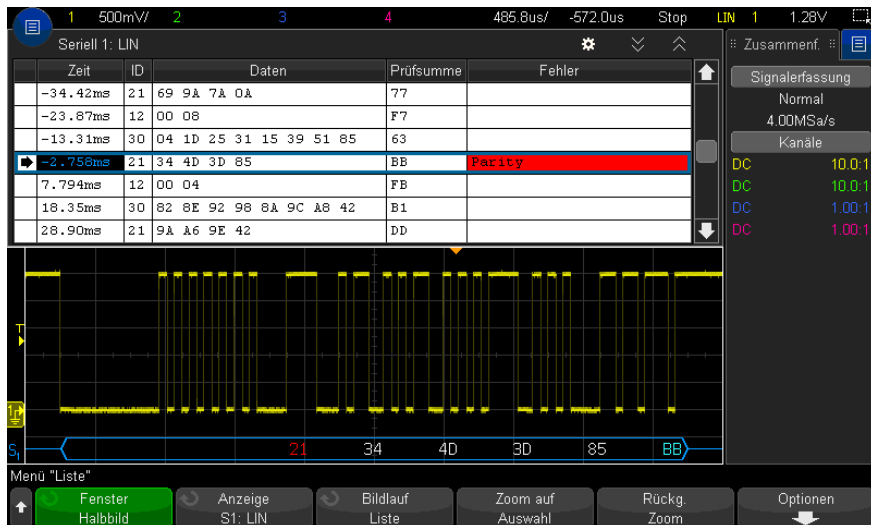 1 500mV/ 2 3 4 485.8us/ -572.0us Stop LIN 1 1.28V
Seriell 1: LIN
Zusammenf.
Zeit ID Daten Prüfsumme Fehler
-34.42ms 21 69 9A 7A 0A 77
-23.87ms 12 00 08 F7
-13.31ms 30 04 1D 25 31 15 39 51 85 63
-2.758ms 21 34 4D 3D 85 BB Parity
7.794ms 12 00 04 FB
18.35ms 30 82 8E 92 98 8A 9C A8 42 B1
28.90ms 21 9A A6 9E 42 DD
Signalerfassung
Normal
4.00MSa/s
Kanäle
DC 10.0:1
DC 10.0:1
DC 1.00:1
DC 1.00:1
T
1
S1 21 34 4D 3D 85 BB
Menü "Liste"
Fenster
Halbbild
Anzeige
S1: LIN
Bildlauf
Liste
Zoom auf
Auswahl
Rückg.
Zoom
Optionen